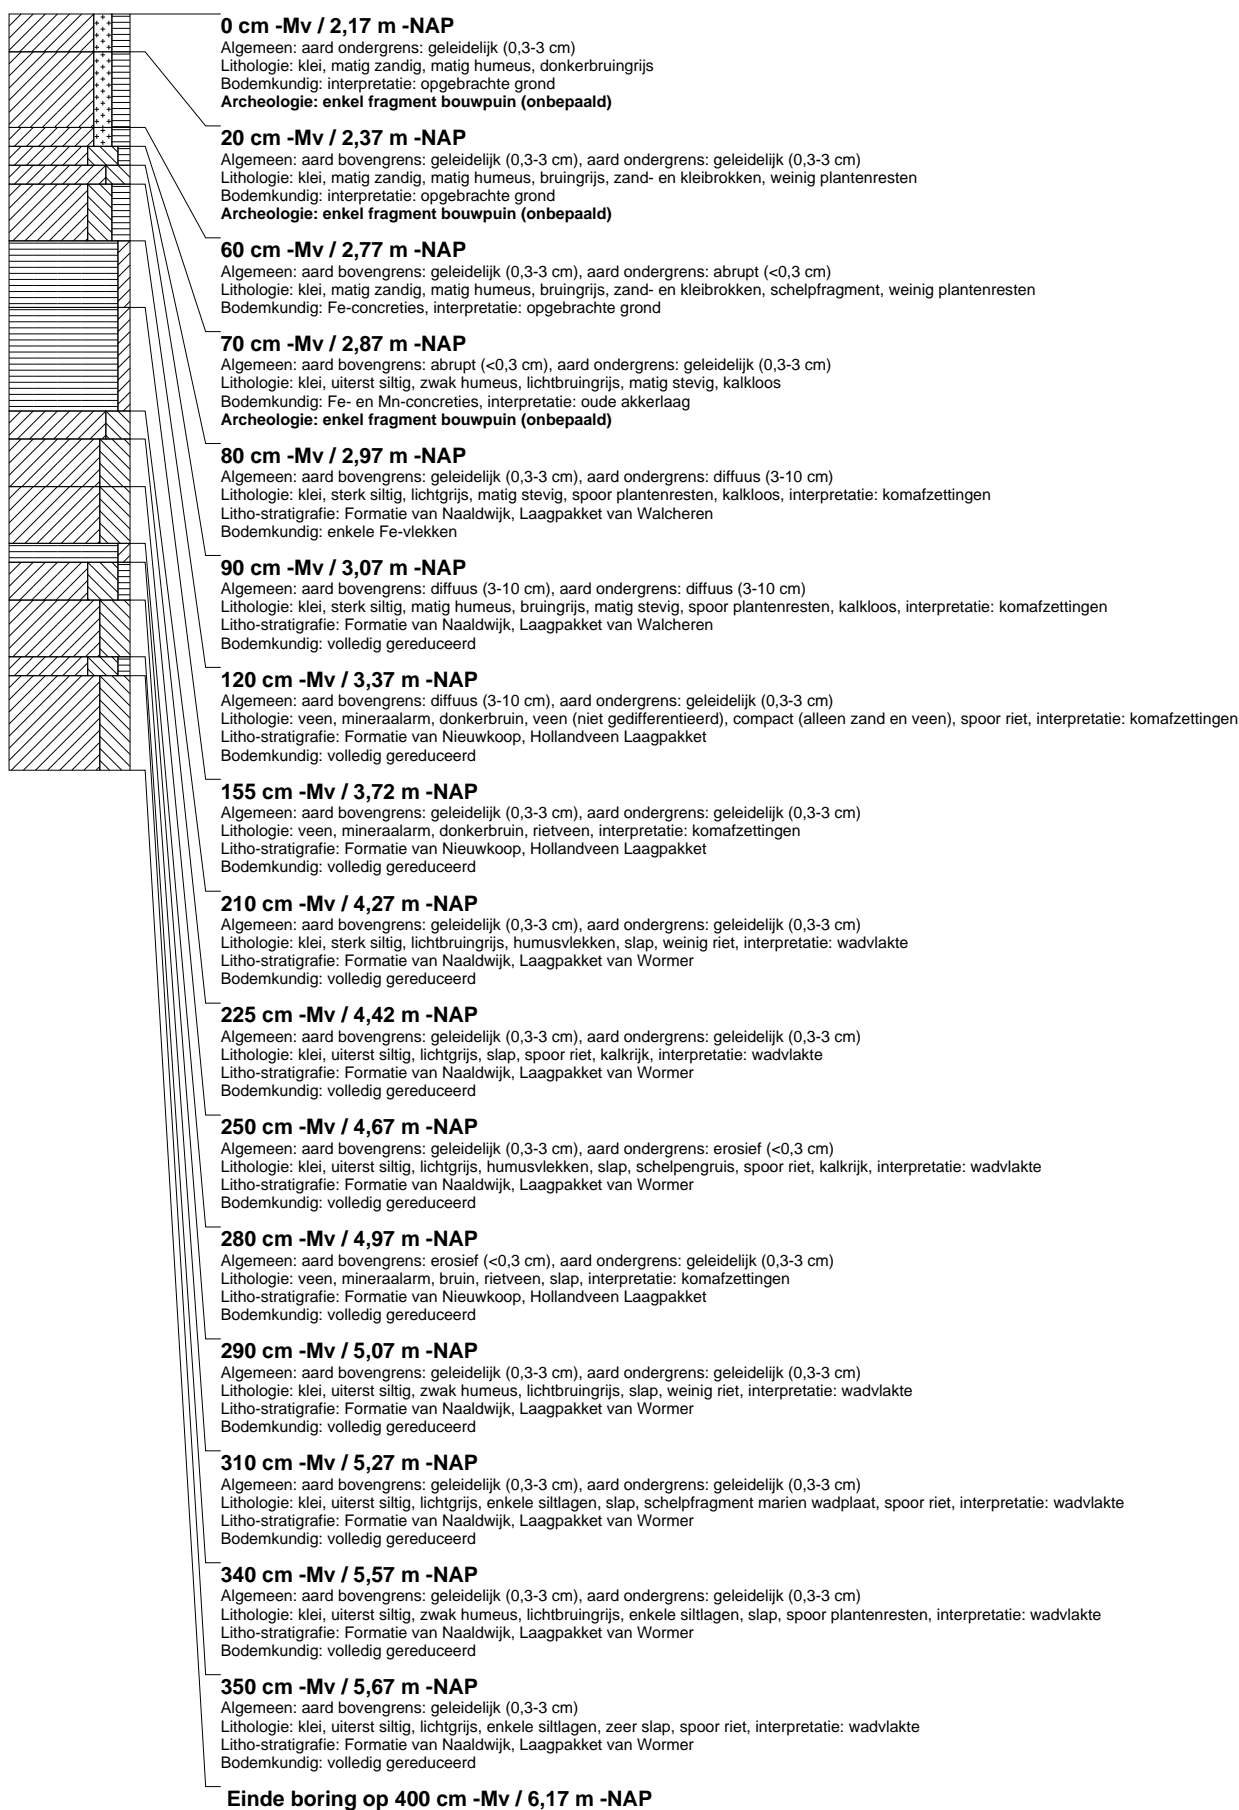 0 cm -Mv / 2,17 m -NAP
Algemeen: aard ondergrens: geleidelijk (0,3-3 cm)
Lithologie: klei, matig zandig, matig humeus, donkerbruingrijs
Bodemkundig: interpretatie: opgebrachte grond
Archeologie: enkel fragment bouwpuin (onbepaald)
20 cm -Mv / 2,37 m -NAP
Algemeen: aard bovengrens: geleidelijk (0,3-3 cm), aard ondergrens: geleidelijk (0,3-3 cm)
Lithologie: klei, matig zandig, matig humeus, bruingrijs, zand- en kleibrokken, weinig plantenresten
Bodemkundig: interpretatie: opgebrachte grond
Archeologie: enkel fragment bouwpuin (onbepaald)
60 cm -Mv / 2,77 m -NAP
Algemeen: aard bovengrens: geleidelijk (0,3-3 cm), aard ondergrens: abrupt (<0,3 cm)
Lithologie: klei, matig zandig, matig humeus, bruingrijs, zand- en kleibrokken, schelpfragment, weinig plantenresten
Bodemkundig: Fe-concreties, interpretatie: opgebrachte grond
70 cm -Mv / 2,87 m -NAP
Algemeen: aard bovengrens: abrupt (<0,3 cm), aard ondergrens: geleidelijk (0,3-3 cm)
Lithologie: klei, uiterst siltig, zwak humeus, lichtbruingrijs, matig stevig, kalkloos
Bodemkundig: Fe- en Mn-concreties, interpretatie: oude akkerlaag
Archeologie: enkel fragment bouwpuin (onbepaald)
80 cm -Mv / 2,97 m -NAP
Algemeen: aard bovengrens: geleidelijk (0,3-3 cm), aard ondergrens: diffuus (3-10 cm)
Lithologie: klei, sterk siltig, lichtgrijs, matig stevig, spoor plantenresten, kalkloos, interpretatie: komafzettingen
Litho-stratigrafie: Formatie van Naaldwijk, Laagpakket van Walcheren
Bodemkundig: enkele Fe-vlekken
90 cm -Mv / 3,07 m -NAP
Algemeen: aard bovengrens: diffuus (3-10 cm), aard ondergrens: diffuus (3-10 cm)
Lithologie: klei, sterk siltig, matig humeus, bruingrijs, matig stevig, spoor plantenresten, kalkloos, interpretatie: komafzettingen
Litho-stratigrafie: Formatie van Naaldwijk, Laagpakket van Walcheren
Bodemkundig: volledig gereduceerd
120 cm -Mv / 3,37 m -NAP
Algemeen: aard bovengrens: diffuus (3-10 cm), aard ondergrens: geleidelijk (0,3-3 cm)
Lithologie: veen, mineraalarm, donkerbruin, veen (niet gedifferentieerd), compact (alleen zand en veen), spoor riet, interpretatie: komafzettingen
Litho-stratigrafie: Formatie van Nieuwkoop, Hollandveen Laagpakket
Bodemkundig: volledig gereduceerd
155 cm -Mv / 3,72 m -NAP
Algemeen: aard bovengrens: geleidelijk (0,3-3 cm), aard ondergrens: geleidelijk (0,3-3 cm)
Lithologie: veen, mineraalarm, donkerbruin, rietveen, interpretatie: komafzettingen
Litho-stratigrafie: Formatie van Nieuwkoop, Hollandveen Laagpakket
Bodemkundig: volledig gereduceerd
210 cm -Mv / 4,27 m -NAP
Algemeen: aard bovengrens: geleidelijk (0,3-3 cm), aard ondergrens: geleidelijk (0,3-3 cm)
Lithologie: klei, sterk siltig, lichtbruingrijs, humusvlekken, slap, weinig riet, interpretatie: wadvlakte
Litho-stratigrafie: Formatie van Naaldwijk, Laagpakket van Wormer
Bodemkundig: volledig gereduceerd
225 cm -Mv / 4,42 m -NAP
Algemeen: aard bovengrens: geleidelijk (0,3-3 cm), aard ondergrens: geleidelijk (0,3-3 cm)
Lithologie: klei, uiterst siltig, lichtgrijs, slap, spoor riet, kalkrijk, interpretatie: wadvlakte
Litho-stratigrafie: Formatie van Naaldwijk, Laagpakket van Wormer
Bodemkundig: volledig gereduceerd
250 cm -Mv / 4,67 m -NAP
Algemeen: aard bovengrens: geleidelijk (0,3-3 cm), aard ondergrens: erosief (<0,3 cm)
Lithologie: klei, uiterst siltig, lichtgrijs, humusvlekken, slap, schelpengruis, spoor riet, kalkrijk, interpretatie: wadvlakte
Litho-stratigrafie: Formatie van Naaldwijk, Laagpakket van Wormer
Bodemkundig: volledig gereduceerd
280 cm -Mv / 4,97 m -NAP
Algemeen: aard bovengrens: erosief (<0,3 cm), aard ondergrens: geleidelijk (0,3-3 cm)
Lithologie: veen, mineraalarm, bruin, rietveen, slap, interpretatie: komafzettingen
Litho-stratigrafie: Formatie van Nieuwkoop, Hollandveen Laagpakket
Bodemkundig: volledig gereduceerd
290 cm -Mv / 5,07 m -NAP
Algemeen: aard bovengrens: geleidelijk (0,3-3 cm), aard ondergrens: geleidelijk (0,3-3 cm)
Lithologie: klei, uiterst siltig, zwak humeus, lichtbruingrijs, slap, weinig riet, interpretatie: wadvlakte
Litho-stratigrafie: Formatie van Naaldwijk, Laagpakket van Wormer
Bodemkundig: volledig gereduceerd
310 cm -Mv / 5,27 m -NAP
Algemeen: aard bovengrens: geleidelijk (0,3-3 cm), aard ondergrens: geleidelijk (0,3-3 cm)
Lithologie: klei, uiterst siltig, lichtgrijs, enkele siltlagen, slap, schelpfragment marien wadplaat, spoor riet, interpretatie: wadvlakte
Litho-stratigrafie: Formatie van Naaldwijk, Laagpakket van Wormer
Bodemkundig: volledig gereduceerd
340 cm -Mv / 5,57 m -NAP
Algemeen: aard bovengrens: geleidelijk (0,3-3 cm), aard ondergrens: geleidelijk (0,3-3 cm)
Lithologie: klei, uiterst siltig, zwak humeus, lichtbruingrijs, enkele siltlagen, slap, spoor plantenresten, interpretatie: wadvlakte
Litho-stratigrafie: Formatie van Naaldwijk, Laagpakket van Wormer
Bodemkundig: volledig gereduceerd
350 cm -Mv / 5,67 m -NAP
Algemeen: aard bovengrens: geleidelijk (0,3-3 cm)
Lithologie: klei, uiterst siltig, lichtgrijs, enkele siltlagen, zeer slap, spoor riet, interpretatie: wadvlakte
Litho-stratigrafie: Formatie van Naaldwijk, Laagpakket van Wormer
Bodemkundig: volledig gereduceerd
Einde boring op 400 cm -Mv / 6,17 m -NAP